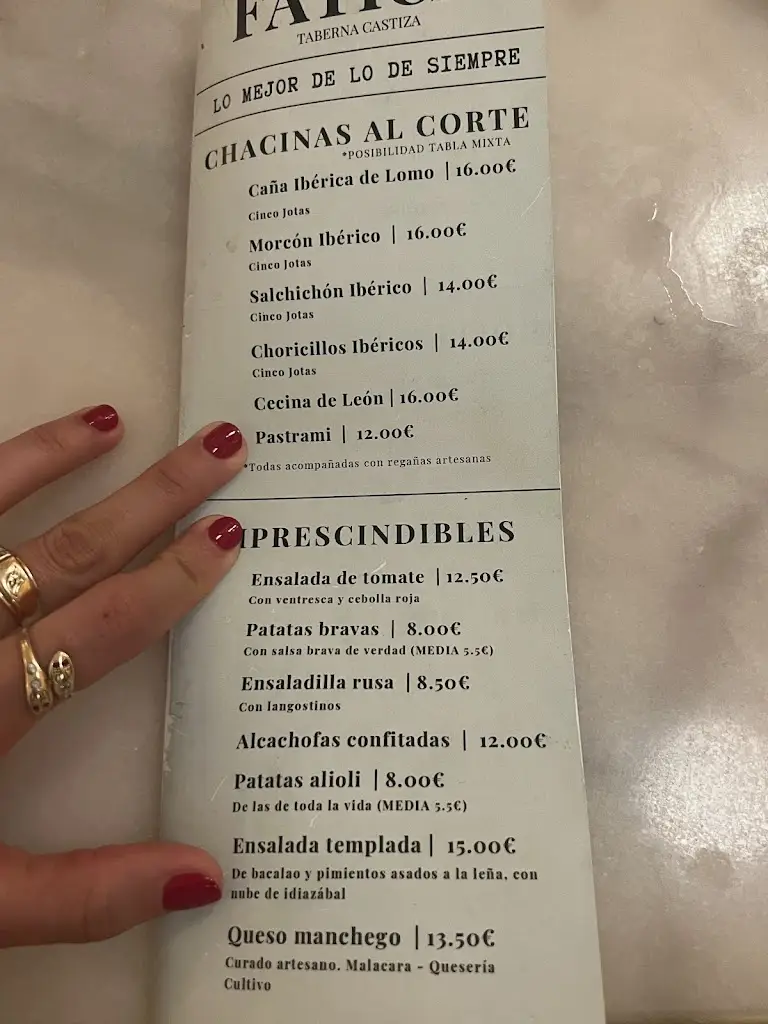 TABERNA CASTIZA
LO MEJOR DE LO DE SIEMPRE
CHACINAS AL CORTE
*POSIBILIDAD TABLA MIXTA
Caña Ibérica de Lomo | 16.00€
Cinco Jotas
Morcón Ibérico | 16.00€
Cinco Jotas
Salchichón Ibérico | 14.00€
Cinco Jotas
Choricillos Ibéricos | 14.00€
Cinco Jotas
Cecina de León | 16.00€
Pastrami | 12.00€
*Todas acompañadas con regañas artesanas
IPRESCINDIBLES
Ensalada de tomate | 12.50€
Con ventresca y cebolla roja
Patatas bravas | 8.00€
Con salsa brava de verdad (MEDIA 5.5€)
Ensaladilla rusa | 8.50€
Con langostinos
Alcachofas confitadas | 12.00€
Patatas alioli | 8.00€
De las de toda la vida (MEDIA 5.5€)
Ensalada templada | 15.00€
De bacalao y pimientos asados a la leña, con
nube de idiazábal
Queso manchego | 13.50€
Curado artesano. Malacara - Quesería
Cultivo